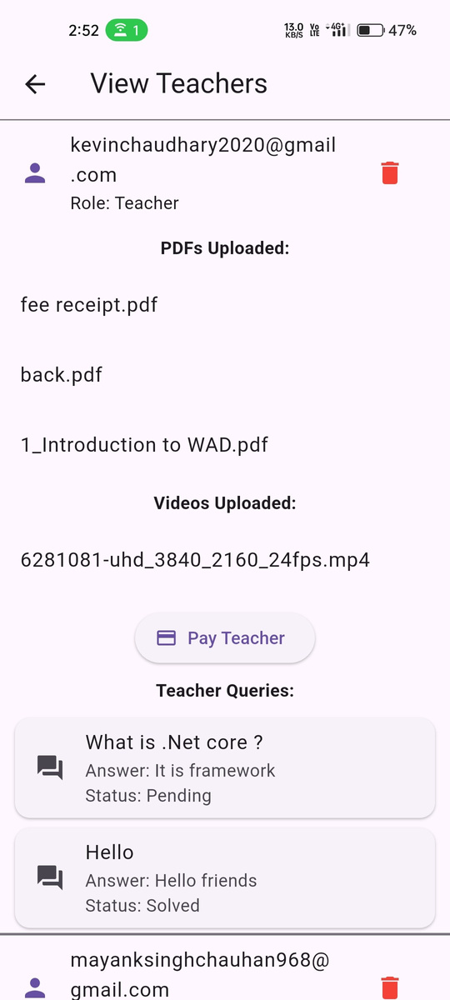 2:52 1 13.0 KB/S Vo LTE 4G+ 47%
View Teachers
kevinchaudhary2020@gmail
.com
Role: Teacher
PDFs Uploaded:
fee receipt.pdf
back.pdf
1_Introduction to WAD.pdf
Videos Uploaded:
6281081-uhd_3840_2160_24fps.mp4
Pay Teacher
Teacher Queries:
What is .Net core ?
Answer: It is framework
Status: Pending
Hello
Answer: Hello friends
Status: Solved
mayanksinghchauhan968@
gmail.com